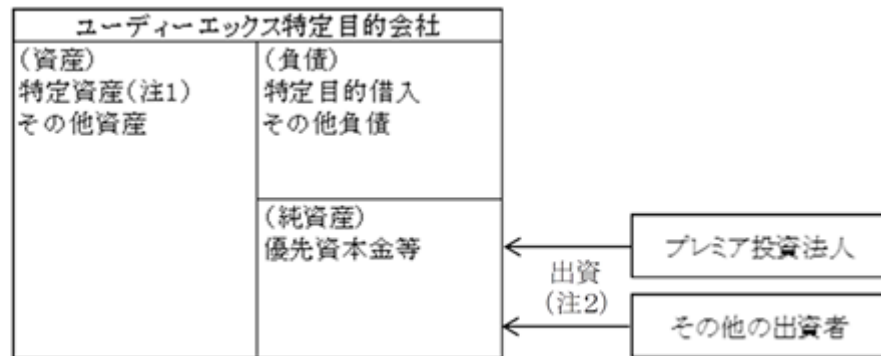 ユーディーエックス特定目的会社
(資産)
特定資産(注1)
その他資産
(負債)
特定目的借入
その他負債
(純資産)
優先資本金等
出資
(注2)
プレミア投資法人
その他の出資者